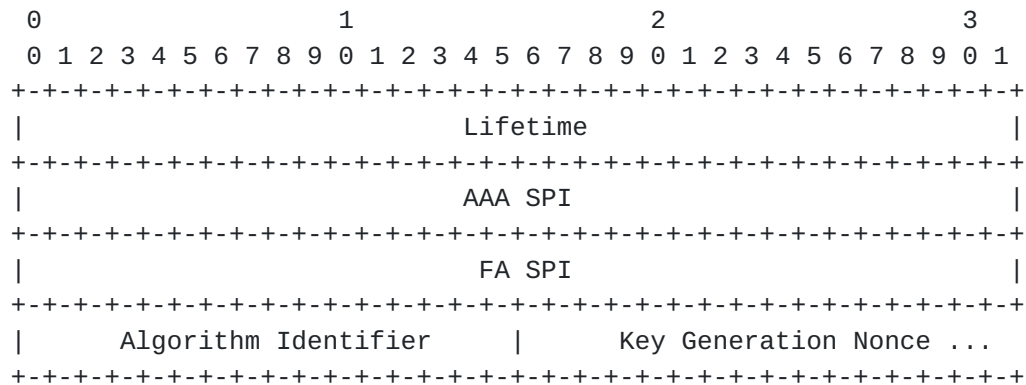 0                   1                   2                   3
 0 1 2 3 4 5 6 7 8 9 0 1 2 3 4 5 6 7 8 9 0 1 2 3 4 5 6 7 8 9 0 1
+-+-+-+-+-+-+-+-+-+-+-+-+-+-+-+-+-+-+-+-+-+-+-+-+-+-+-+-+-+-+-+-+
|                            Lifetime                           |
+-+-+-+-+-+-+-+-+-+-+-+-+-+-+-+-+-+-+-+-+-+-+-+-+-+-+-+-+-+-+-+-+
|                            AAA SPI                            |
+-+-+-+-+-+-+-+-+-+-+-+-+-+-+-+-+-+-+-+-+-+-+-+-+-+-+-+-+-+-+-+-+
|                             FA SPI                            |
+-+-+-+-+-+-+-+-+-+-+-+-+-+-+-+-+-+-+-+-+-+-+-+-+-+-+-+-+-+-+-+-+
|      Algorithm Identifier     |      Key Generation Nonce ...
+-+-+-+-+-+-+-+-+-+-+-+-+-+-+-+-+-+-+-+-+-+-+-+-+-+-+-+-+-+-+-+-+